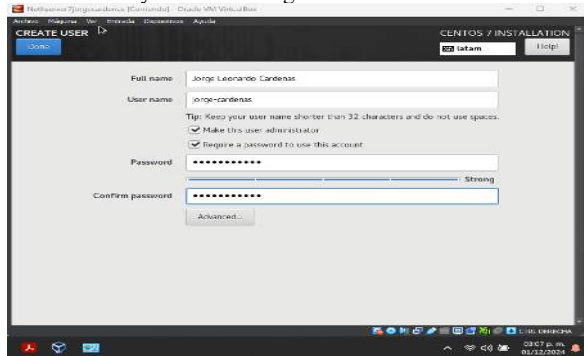 Archivo Máquina Ver Entrada Dispositivos Ayuda
CREATE USER
CENTOS 7 INSTALLATION
Done
latam
Help!
Full name
Jorge Leonardo Cardenas
User name
jorge-cardenas
Tip: Keep your user name shorter than 32 characters and do not use spaces.
Make this user administrator
Require a password to use this account
Password
•••••••••••
Strong
Confirm password
•••••••••••
Advanced...
CTRL DERECHA
03:07 p. m.
01/12/2024